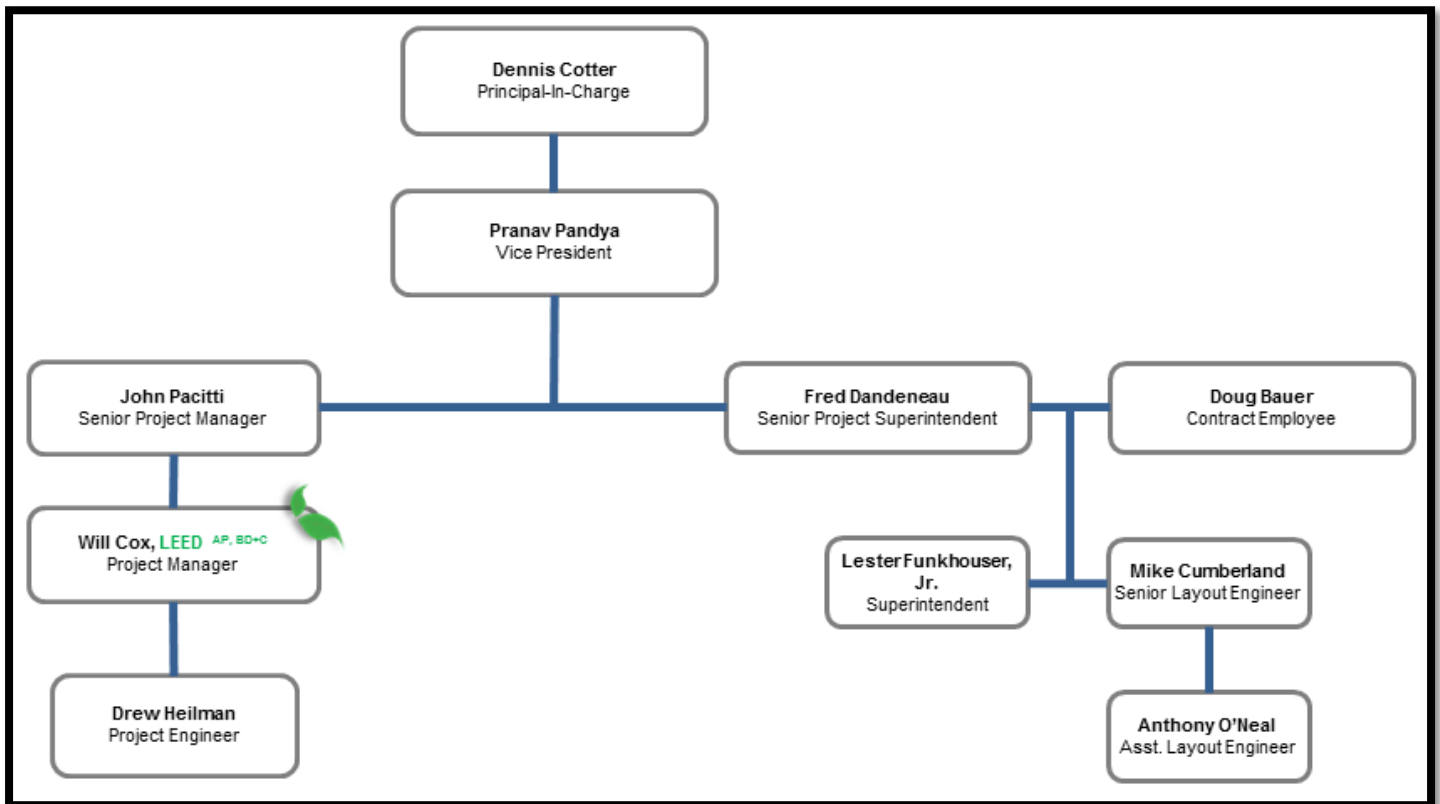 Dennis Cotter
Principal-In-Charge
Pranav Pandya
Vice President
John Pacitti
Senior Project Manager
Fred Dandeneau
Senior Project Superintendent
Doug Bauer
Contract Employee
Will Cox, LEED AP, BD+C
Project Manager
Lester Funkhouser,
Jr.
Superintendent
Mike Cumberland
Senior Layout Engineer
Drew Heilman
Project Engineer
Anthony O'Neal
Asst. Layout Engineer